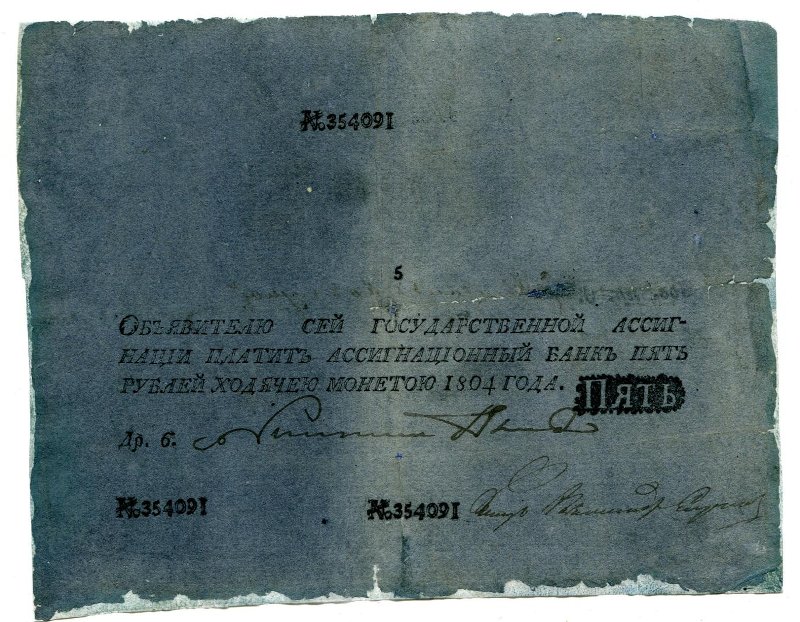 №354091
5
Объявителю сей государственной ассиг-
націи платитъ ассигнаціонный банкъ пять
рублей ходячею монетою 1804 года. ПЯТЬ
Др. 6.
№354091 №354091